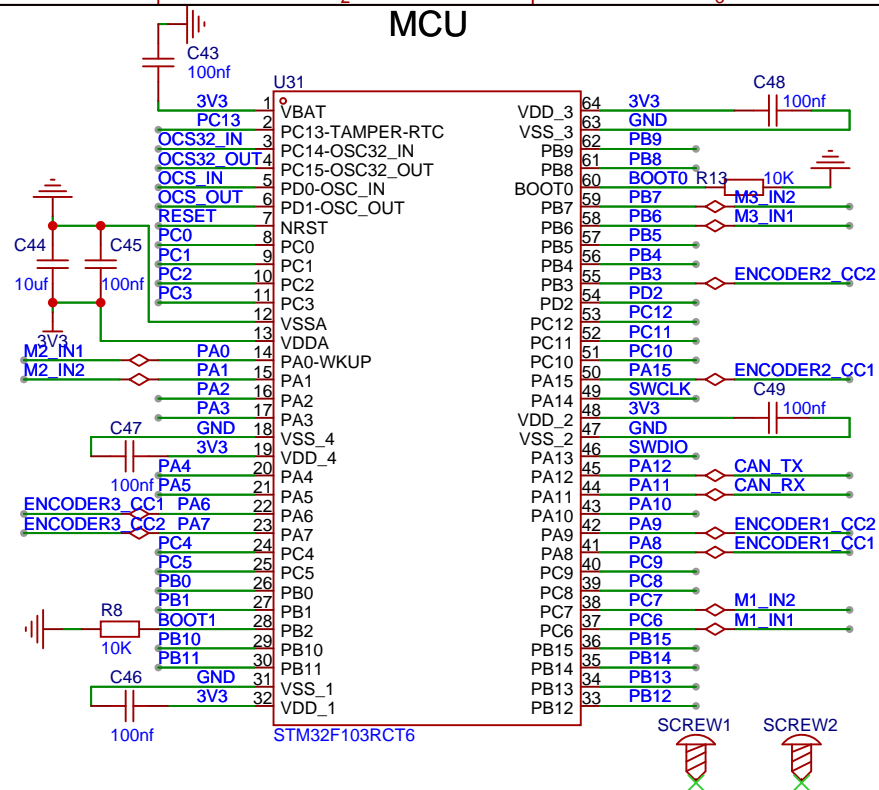 MCU
C43
100nf
U31
3V3 1 VBAT
PC13 2 PC13-TAMPER-RTC
OCS32_IN 3 PC14-OSC32_IN
OCS32_OUT 4 PC15-OSC32_OUT
OCS_IN 5 PD0-OSC_IN
OCS_OUT 6 PD1-OSC_OUT
RESET 7 NRST
PC0 8 PC0
PC1 9 PC1
PC2 10 PC2
PC3 11 PC3
12 VSSA
13 VDDA
C44
10uf
C45
100nf
3V3
M2_IN1 PA0 14 PA0-WKUP
M2_IN2 PA1 15 PA1
PA2 16 PA2
PA3 17 PA3
GND 18 VSS_4
3V3 19 VDD_4
C47
100nf
PA4 20 PA4
PA5 21 PA5
ENCODER3_CC1 PA6 22 PA6
ENCODER3_CC2 PA7 23 PA7
PC4 24 PC4
PC5 25 PC5
PB0 26 PB0
PB1 27 PB1
BOOT1 28 PB2
R8
10K
PB10 29 PB10
PB11 30 PB11
GND 31 VSS_1
3V3 32 VDD_1
C46
100nf
STM32F103RCT6
VDD_3 64 3V3
C48
100nf
VSS_3 63 GND
PB9 62 PB9
PB8 61 PB8
BOOT0 60 BOOT0 R13 10K
PB7 59 PB7 M3_IN2
PB6 58 PB6 M3_IN1
PB5 57 PB5
PB4 56 PB4
PB3 55 PB3 ENCODER2_CC2
PD2 54 PD2
PC12 53 PC12
PC11 52 PC11
PC10 51 PC10
PA15 50 PA15 ENCODER2_CC1
PA14 49 SWCLK
VDD_2 48 3V3
C49
100nf
VSS_2 47 GND
PA13 46 SWDIO
PA12 45 PA12 CAN_TX
PA11 44 PA11 CAN_RX
PA10 43 PA10
PA9 42 PA9 ENCODER1_CC2
PA8 41 PA8 ENCODER1_CC1
PC9 40 PC9
PC8 39 PC8
PC7 38 PC7 M1_IN2
PC6 37 PC6 M1_IN1
PB15 36 PB15
PB14 35 PB14
PB13 34 PB13
PB12 33 PB12
SCREW1 SCREW2